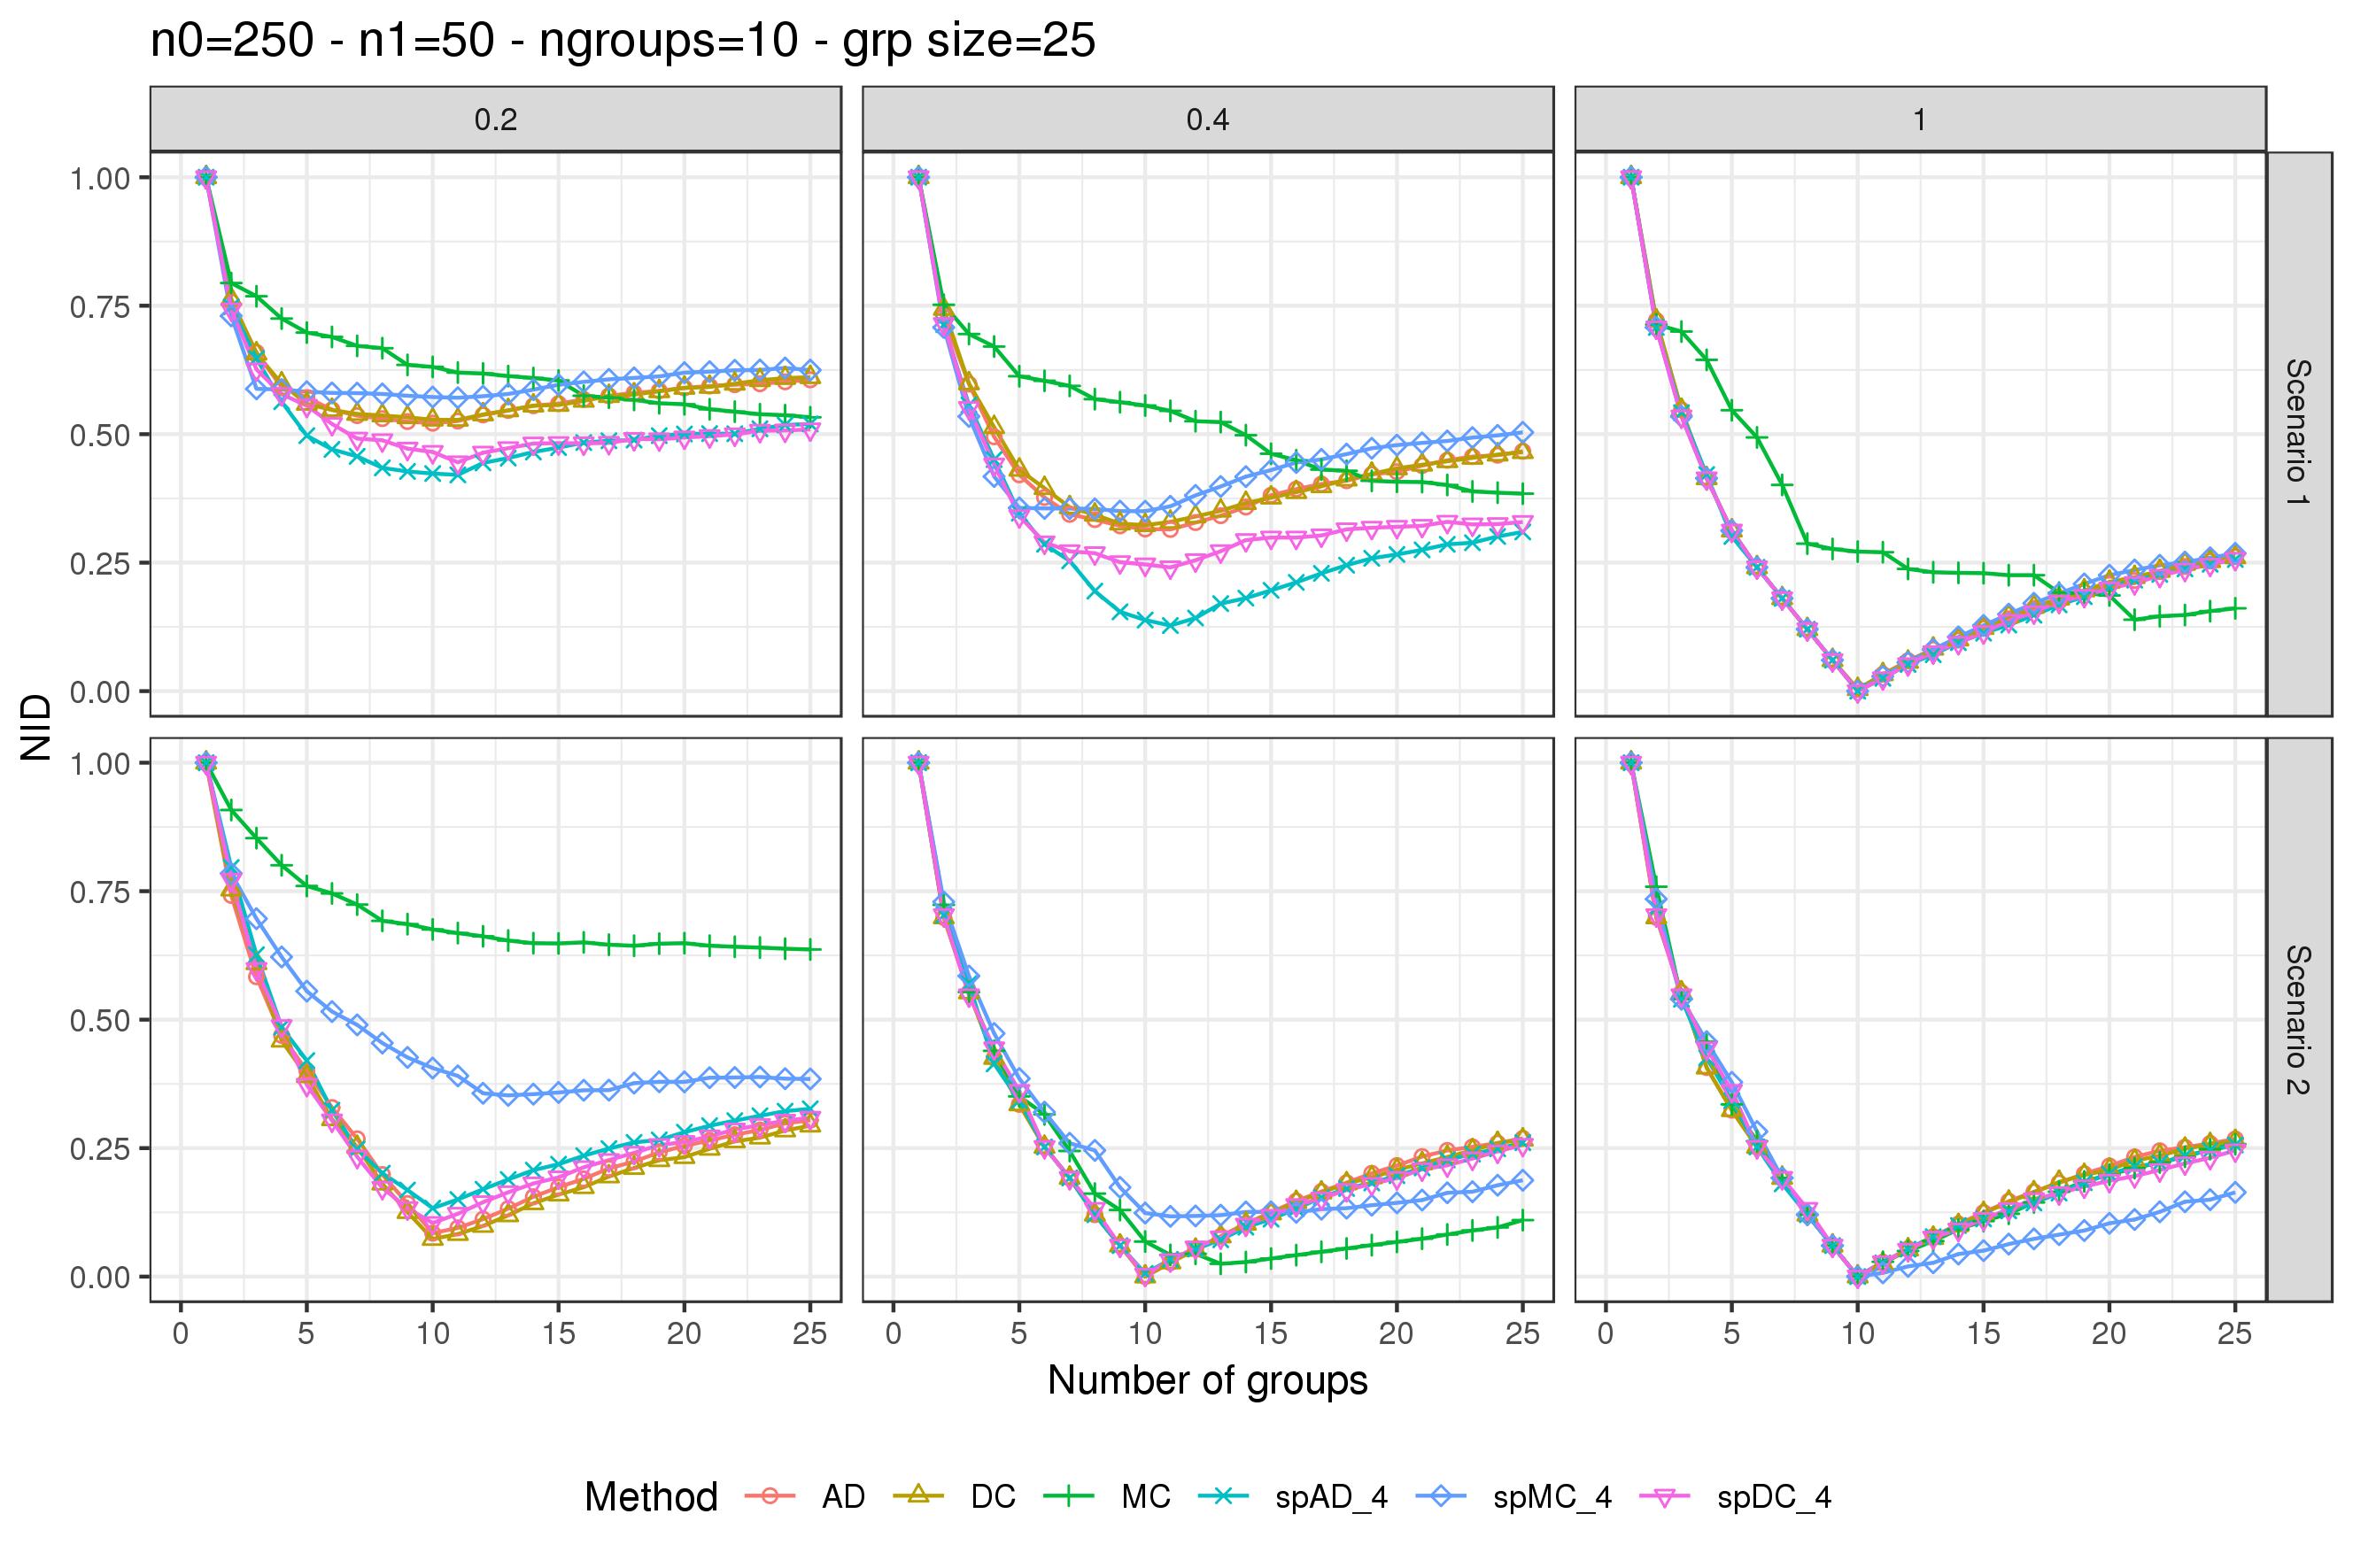 n0=250 - n1=50 - ngroups=10 - grp size=25
0.2 0.4 1
1.00
0.75
0.50
0.25
0.00
Scenario 1
NID
1.00
0.75
0.50
0.25
0.00
Scenario 2
0 5 10 15 20 25 0 5 10 15 20 25 0 5 10 15 20 25
Number of groups
Method AD DC MC spAD_4 spMC_4 spDC_4